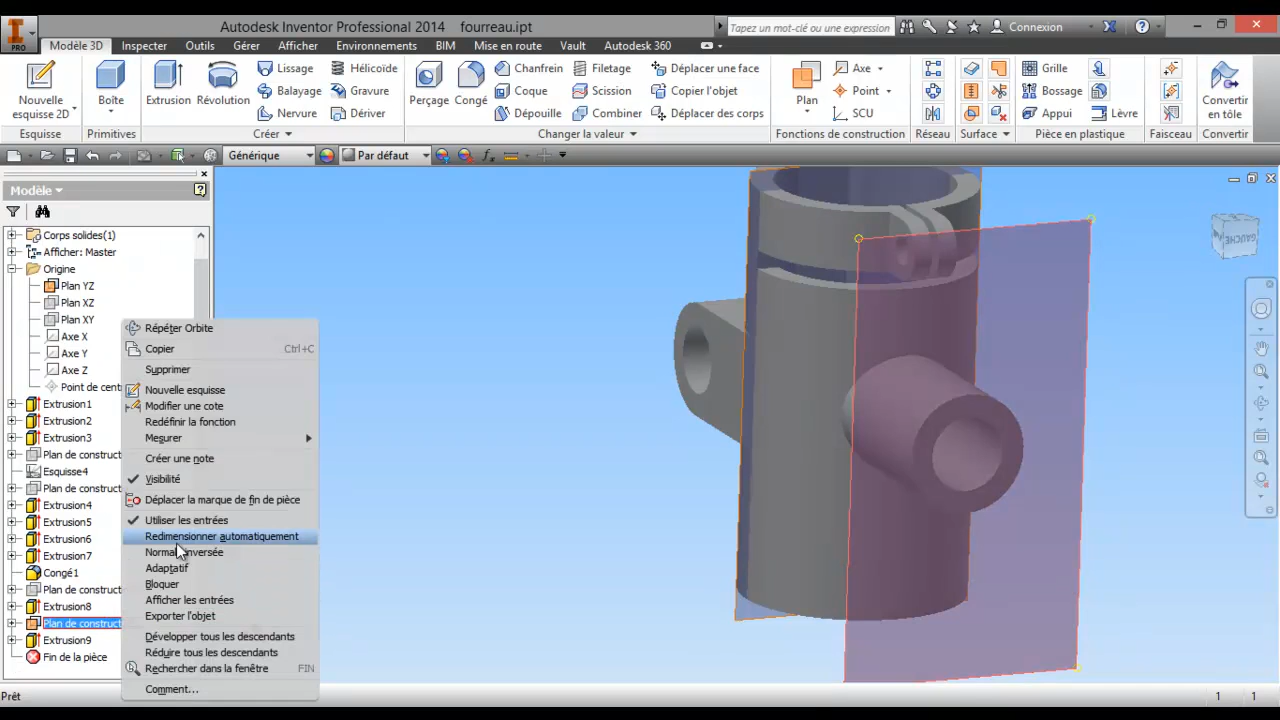 Autodesk Inventor Professional 2014 fourreau.ipt
Tapez un mot-clé ou une expression
Connexion
PRO
Modèle 3D Inspecter Outils Gérer Afficher Environnements BIM Mise en route Vault Autodesk 360
Nouvelle esquisse 2D
Boîte
Extrusion
Révolution
Lissage
Balayage
Nervure
Hélicoïde
Gravure
Dériver
Perçage
Congé
Chanfrein
Coque
Dépouille
Filetage
Scission
Combiner
Déplacer une face
Copier l'objet
Déplacer des corps
Plan
Axe
Point
SCU
Grille
Bossage
Appui
Lèvre
Convertir en tôle
Esquisse Primitives Créer Changer la valeur Fonctions de construction Réseau Surface Pièce en plastique Faisceau Convertir
Générique
Par défaut
Modèle
Corps solides(1)
Afficher: Master
Origine
Plan YZ
Plan XZ
Plan XY
Axe X
Axe Y
Axe Z
Point de centr
Extrusion1
Extrusion2
Extrusion3
Plan de construct
Esquisse4
Plan de construct
Extrusion4
Extrusion5
Extrusion6
Extrusion7
Congé1
Plan de construct
Extrusion8
Plan de construct
Extrusion9
Fin de la pièce
Répéter Orbite
Copier Ctrl+C
Supprimer
Nouvelle esquisse
Modifier une cote
Redéfinir la fonction
Mesurer
Créer une note
Visibilité
Déplacer la marque de fin de pièce
Utiliser les entrées
Redimensionner automatiquement
Normale inversée
Adaptatif
Bloquer
Afficher les entrées
Exporter l'objet
Développer tous les descendants
Réduire tous les descendants
Rechercher dans la fenêtre FIN
Comment...
GAUCHE
Prêt
1 1